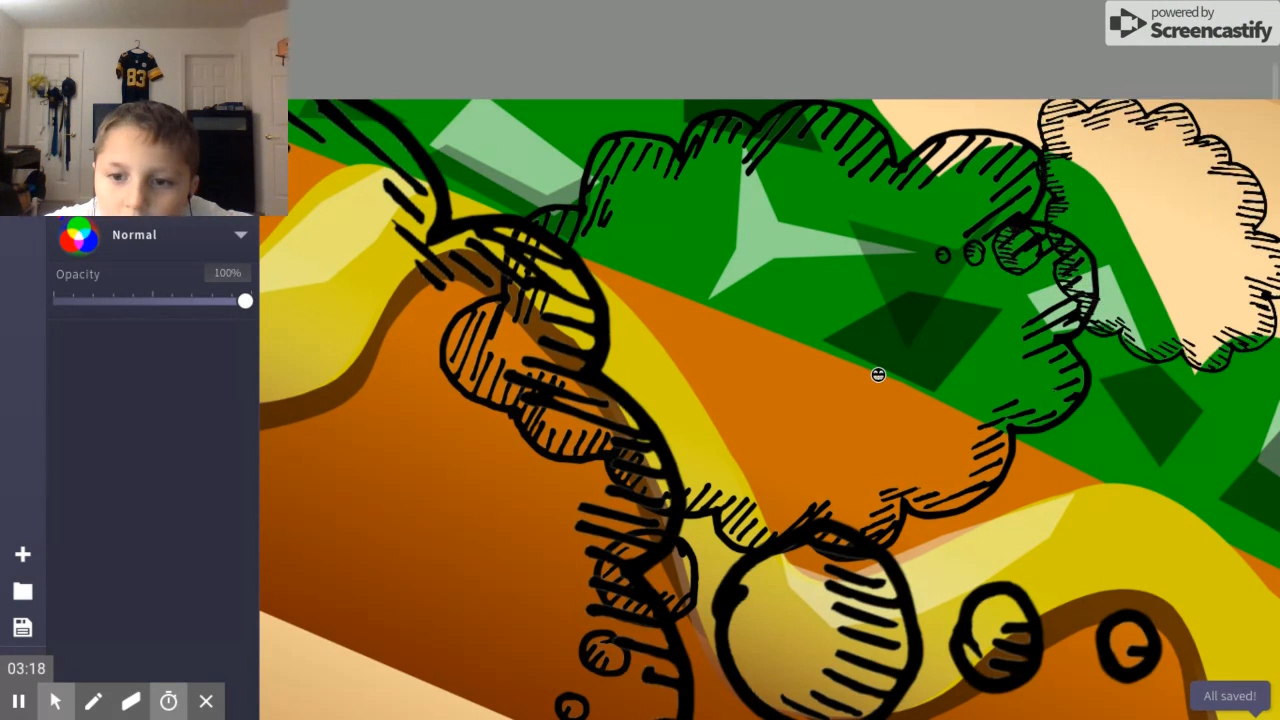 powered by
Screencastify
83
Normal
Opacity
100%
03:18
All saved!